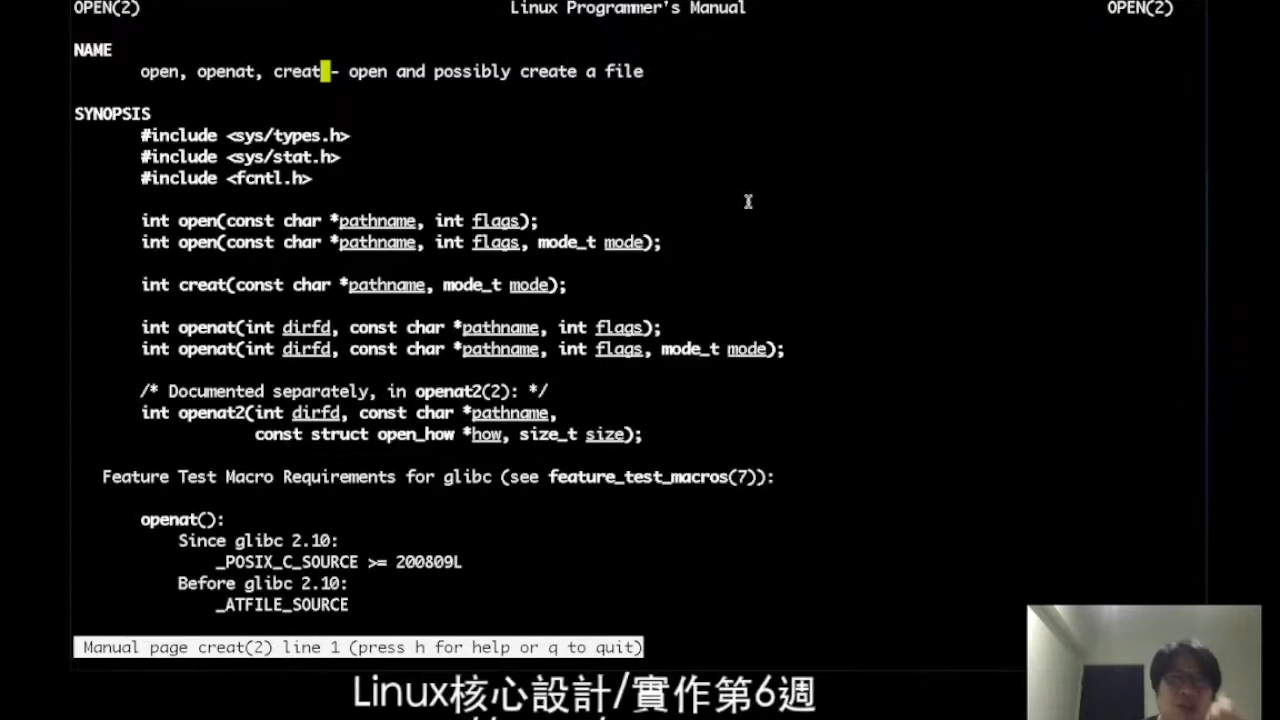 OPEN(2) Linux Programmer's Manual OPEN(2)
NAME
open, openat, creat - open and possibly create a file
SYNOPSIS
#include <sys/types.h>
#include <sys/stat.h>
#include <fcntl.h>
int open(const char *pathname, int flags);
int open(const char *pathname, int flags, mode_t mode);
int creat(const char *pathname, mode_t mode);
int openat(int dirfd, const char *pathname, int flags);
int openat(int dirfd, const char *pathname, int flags, mode_t mode);
/* Documented separately, in openat2(2): */
int openat2(int dirfd, const char *pathname,
const struct open_how *how, size_t size);
Feature Test Macro Requirements for glibc (see feature_test_macros(7)):
openat():
Since glibc 2.10:
_POSIX_C_SOURCE >= 200809L
Before glibc 2.10:
_ATFILE_SOURCE
Manual page creat(2) line 1 (press h for help or q to quit)
Linux核心設計/實作第6週